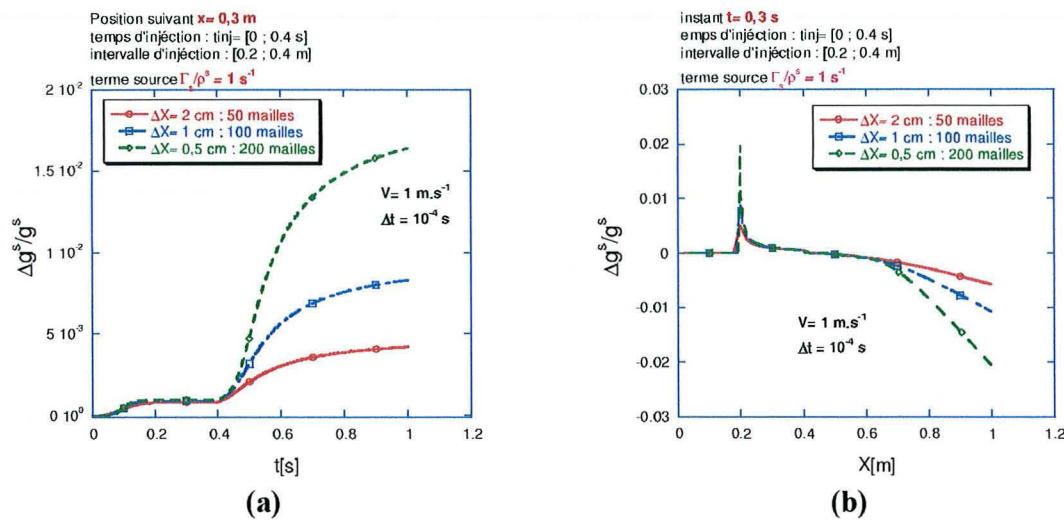 Position suivant x= 0,3 m
temps d'injéction : tinj= [0 ; 0.4 s]
intervalle d'injéction : [0.2 ; 0.4 m]
terme source Γs/ρˢ = 1 s⁻¹
2 10⁻²
1.5 10⁻²
1 10⁻²
5 10⁻³
0 10⁰
Δgˢ/gˢ
ΔX= 2 cm : 50 mailles
ΔX= 1 cm : 100 mailles
ΔX= 0,5 cm : 200 mailles
V= 1 m.s⁻¹
Δt = 10⁻⁴ s
0 0.2 0.4 0.6 0.8 1 1.2
t[s]
(a)
instant t= 0,3 s
emps d'injéction : tinj= [0 ; 0.4 s]
intervalle d'injéction : [0.2 ; 0.4 m]
terme source Γs/ρˢ = 1 s⁻¹
0.03
0.02
0.01
0
-0.01
-0.02
-0.03
Δgˢ/gˢ
ΔX= 2 cm : 50 mailles
ΔX= 1 cm : 100 mailles
ΔX= 0,5 cm : 200 mailles
V= 1 m.s⁻¹
Δt = 10⁻⁴ s
0 0.2 0.4 0.6 0.8 1 1.2
X[m]
(b)